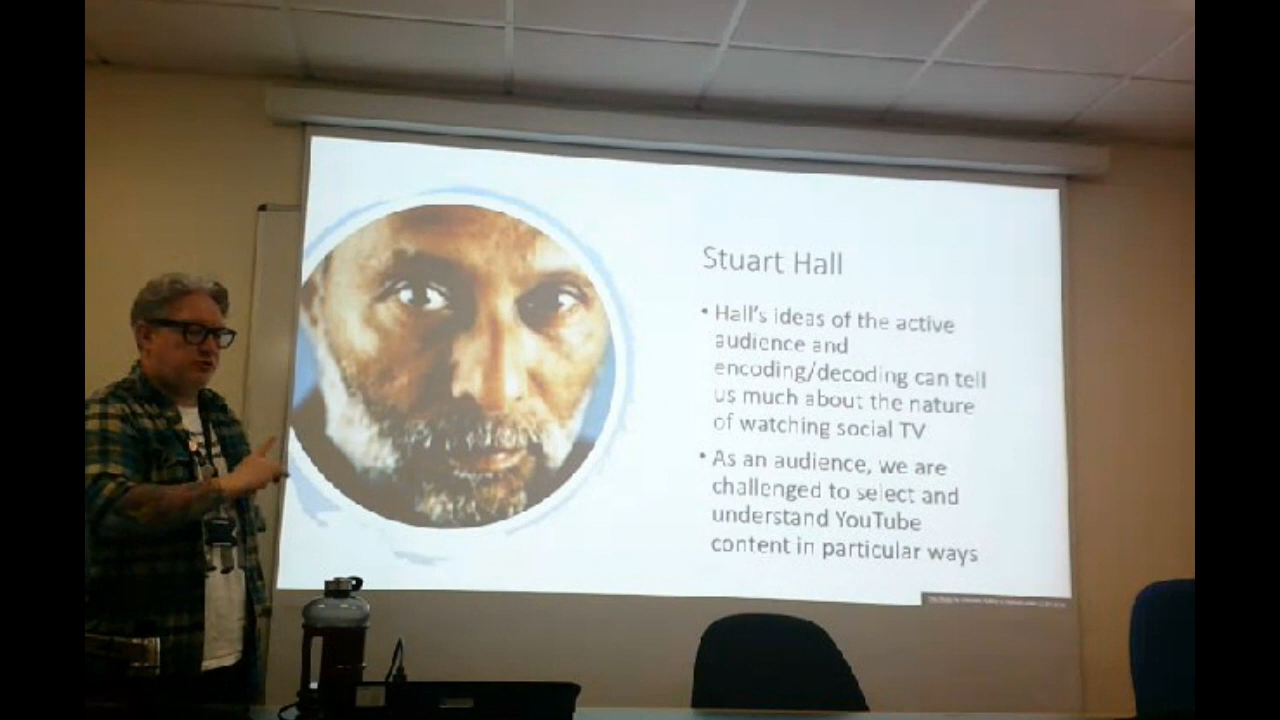 Stuart Hall
• Hall's ideas of the active
audience and
encoding/decoding can tell
us much about the nature
of watching social TV
• As an audience, we are
challenged to select and
understand YouTube
content in particular ways